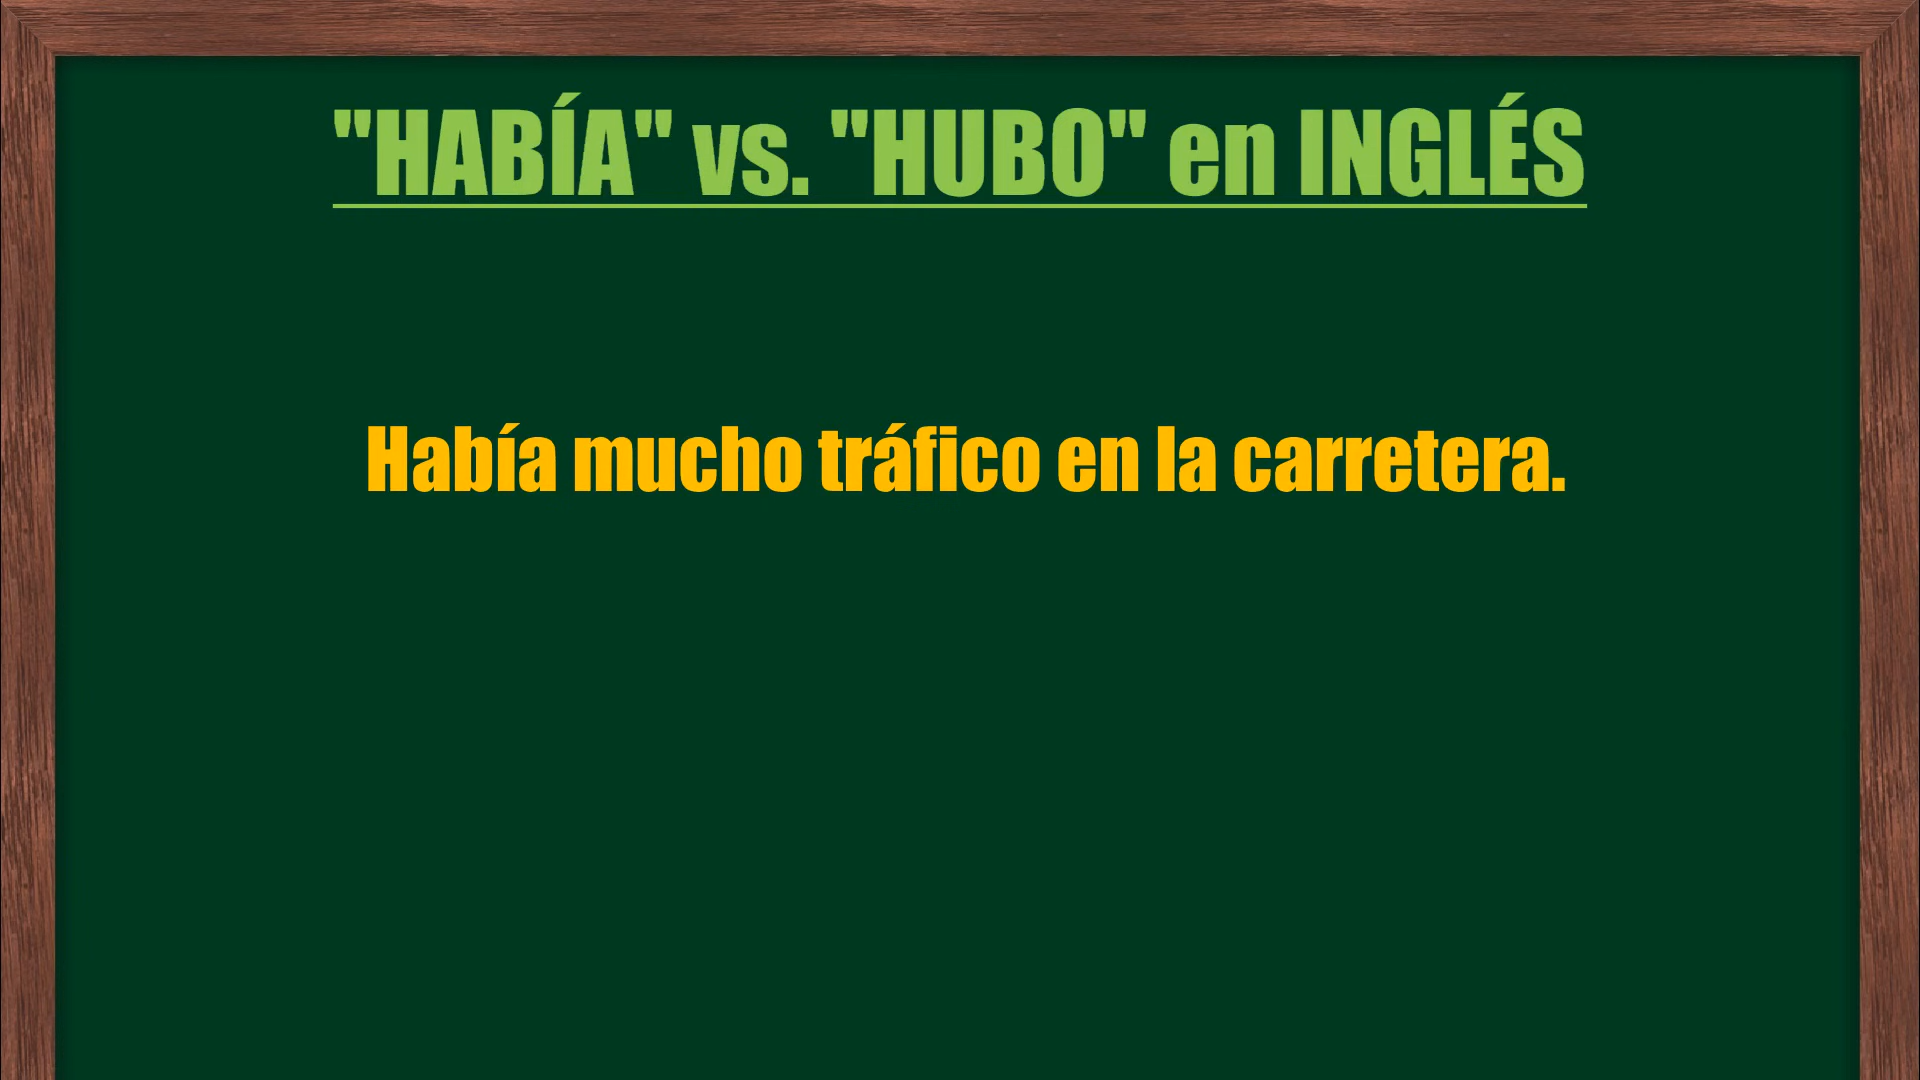 "HABÍA" vs. "HUBO" en INGLÉS
Había mucho tráfico en la carretera.